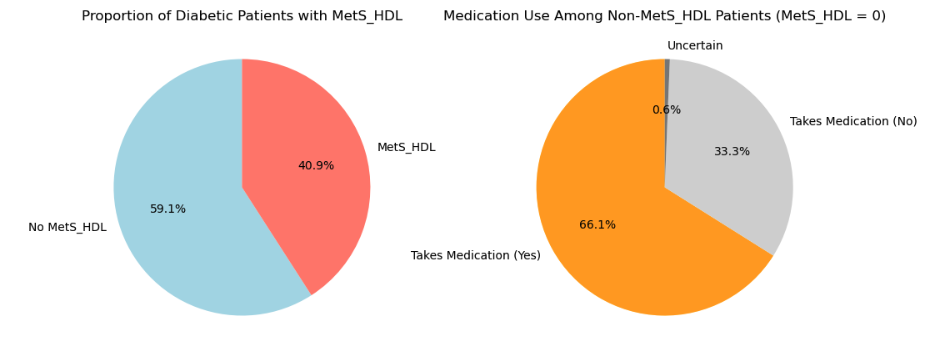 Proportion of Diabetic Patients with MetS_HDL
MetS_HDL
40.9%
59.1%
No MetS_HDL
Medication Use Among Non-MetS_HDL Patients (MetS_HDL = 0)
Uncertain
0.6%
Takes Medication (No)
33.3%
66.1%
Takes Medication (Yes)